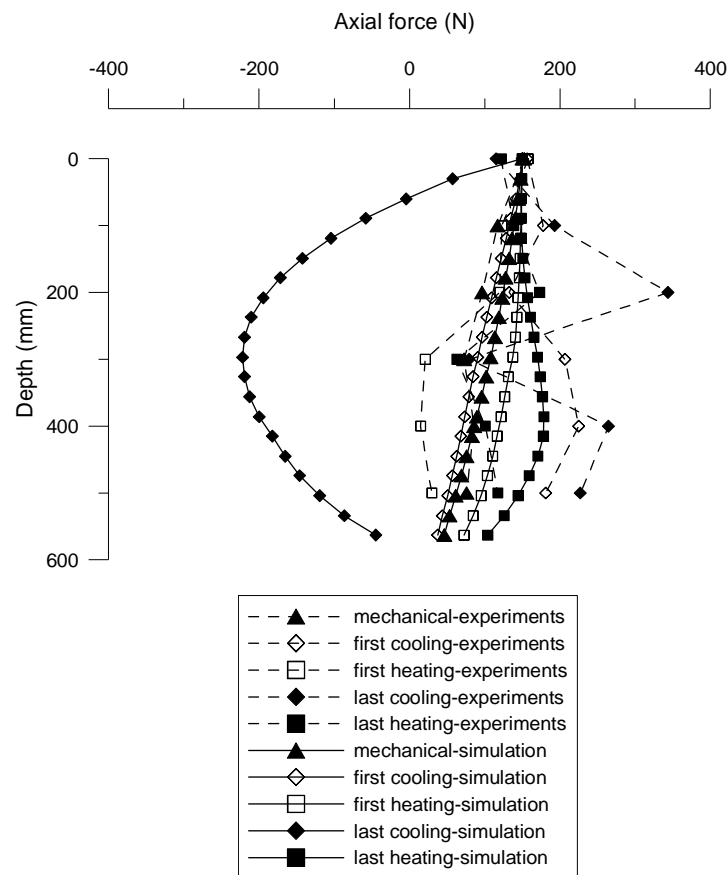 Axial force (N)
-400 -200 0 200 400
0
200
400
600
Depth (mm)
mechanical-experiments
first cooling-experiments
first heating-experiments
last cooling-experiments
last heating-experiments
mechanical-simulation
first cooling-simulation
first heating-simulation
last cooling-simulation
last heating-simulation